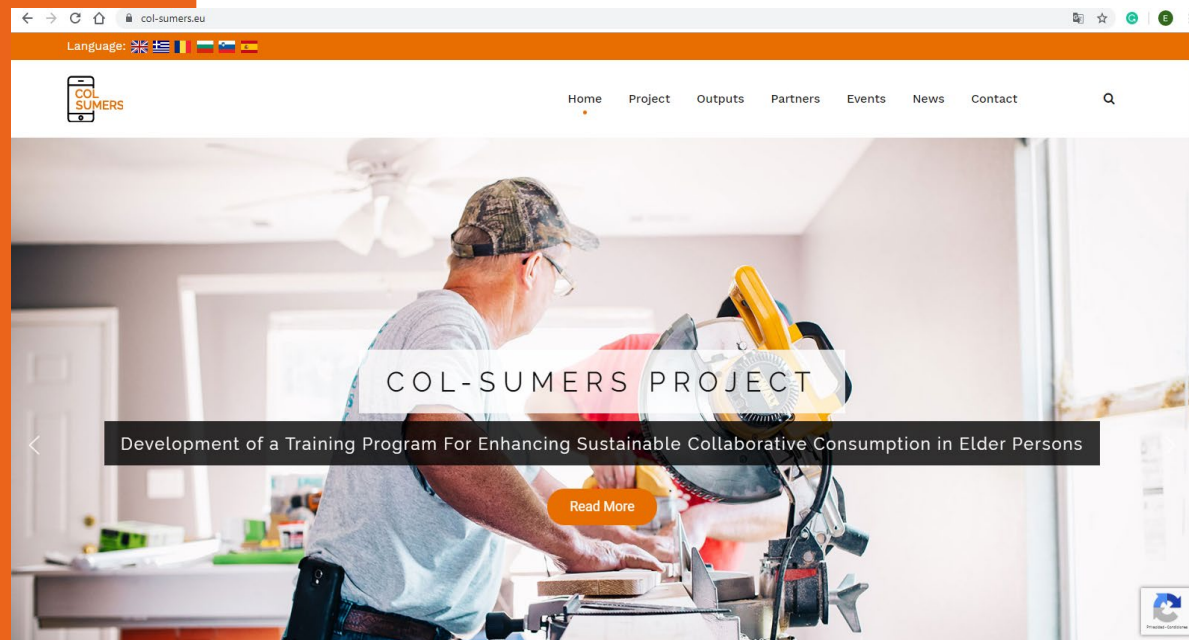 col-sumers.eu
E
Language:
COL
SUMERS
Home Project Outputs Partners Events News Contact
COL-SUMERS PROJECT
Development of a Training Program For Enhancing Sustainable Collaborative Consumption in Elder Persons
Read More